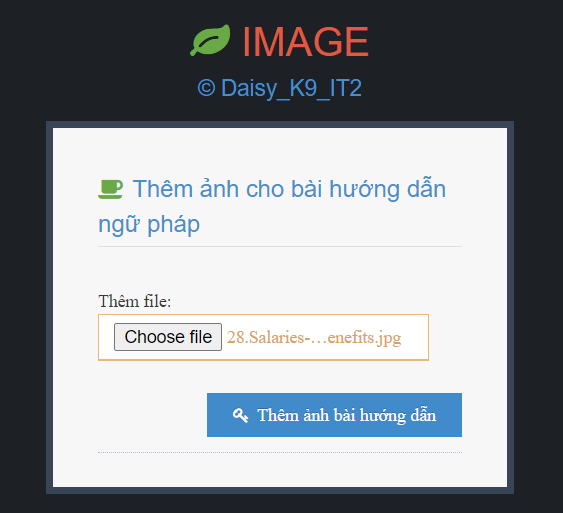 IMAGE
© Daisy_K9_IT2
Thêm ảnh cho bài hướng dẫn
ngữ pháp
Thêm file:
Choose file 28.Salaries-…enefits.jpg
Thêm ảnh bài hướng dẫn